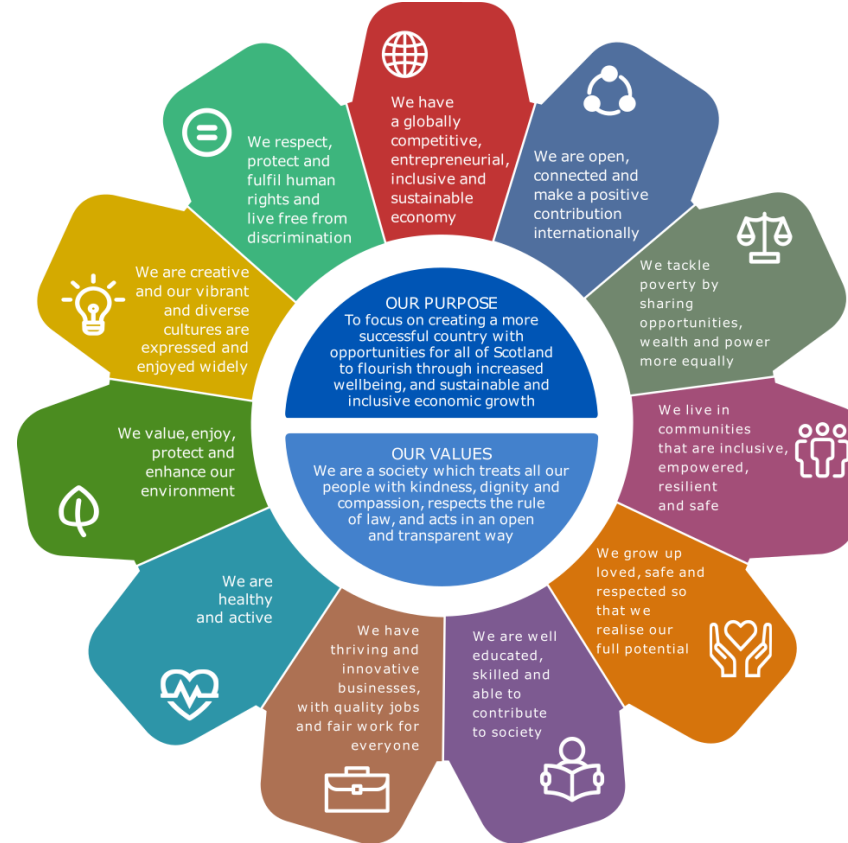 We have
a globally
competitive,
entrepreneurial,
inclusive and
sustainable
economy
We are open,
connected and
make a positive
contribution
internationally
We tackle
poverty by
sharing
opportunities,
wealth and power
more equally
We live in
communities
that are inclusive,
empowered,
resilient
and safe
We grow up
loved, safe and
respected so
that we
realise our
full potential
We are well
educated,
skilled and
able to
contribute
to society
We have
thriving and
innovative
businesses,
with quality jobs
and fair work for
everyone
We are
healthy
and active
We value, enjoy,
protect and
enhance our
environment
We are creative
and our vibrant
and diverse
cultures are
expressed and
enjoyed widely
We respect,
protect and
fulfil human
rights and
live free from
discrimination
OUR PURPOSE
To focus on creating a more
successful country with
opportunities for all of Scotland
to flourish through increased
wellbeing, and sustainable and
inclusive economic growth
OUR VALUES
We are a society which treats all our
people with kindness, dignity and
compassion, respects the rule
of law, and acts in an open
and transparent way